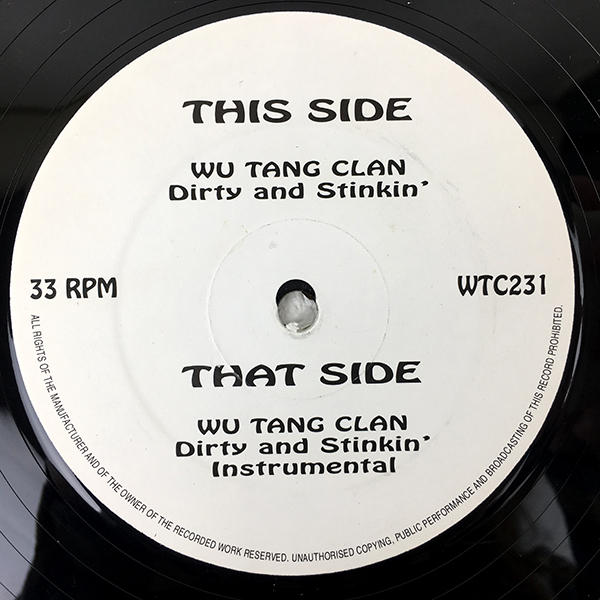 THIS SIDE
WU TANG CLAN
Dirty and Stinkin'
33 RPM
WTC231
THAT SIDE
WU TANG CLAN
Dirty and Stinkin'
Instrumental
ALL RIGHTS OF THE MANUFACTURER AND OF THE OWNER OF THE RECORDED WORK RESERVED. UNAUTHORISED COPYING, PUBLIC PERFORMANCE AND BROADCASTING OF THIS RECORD PROHIBITED.